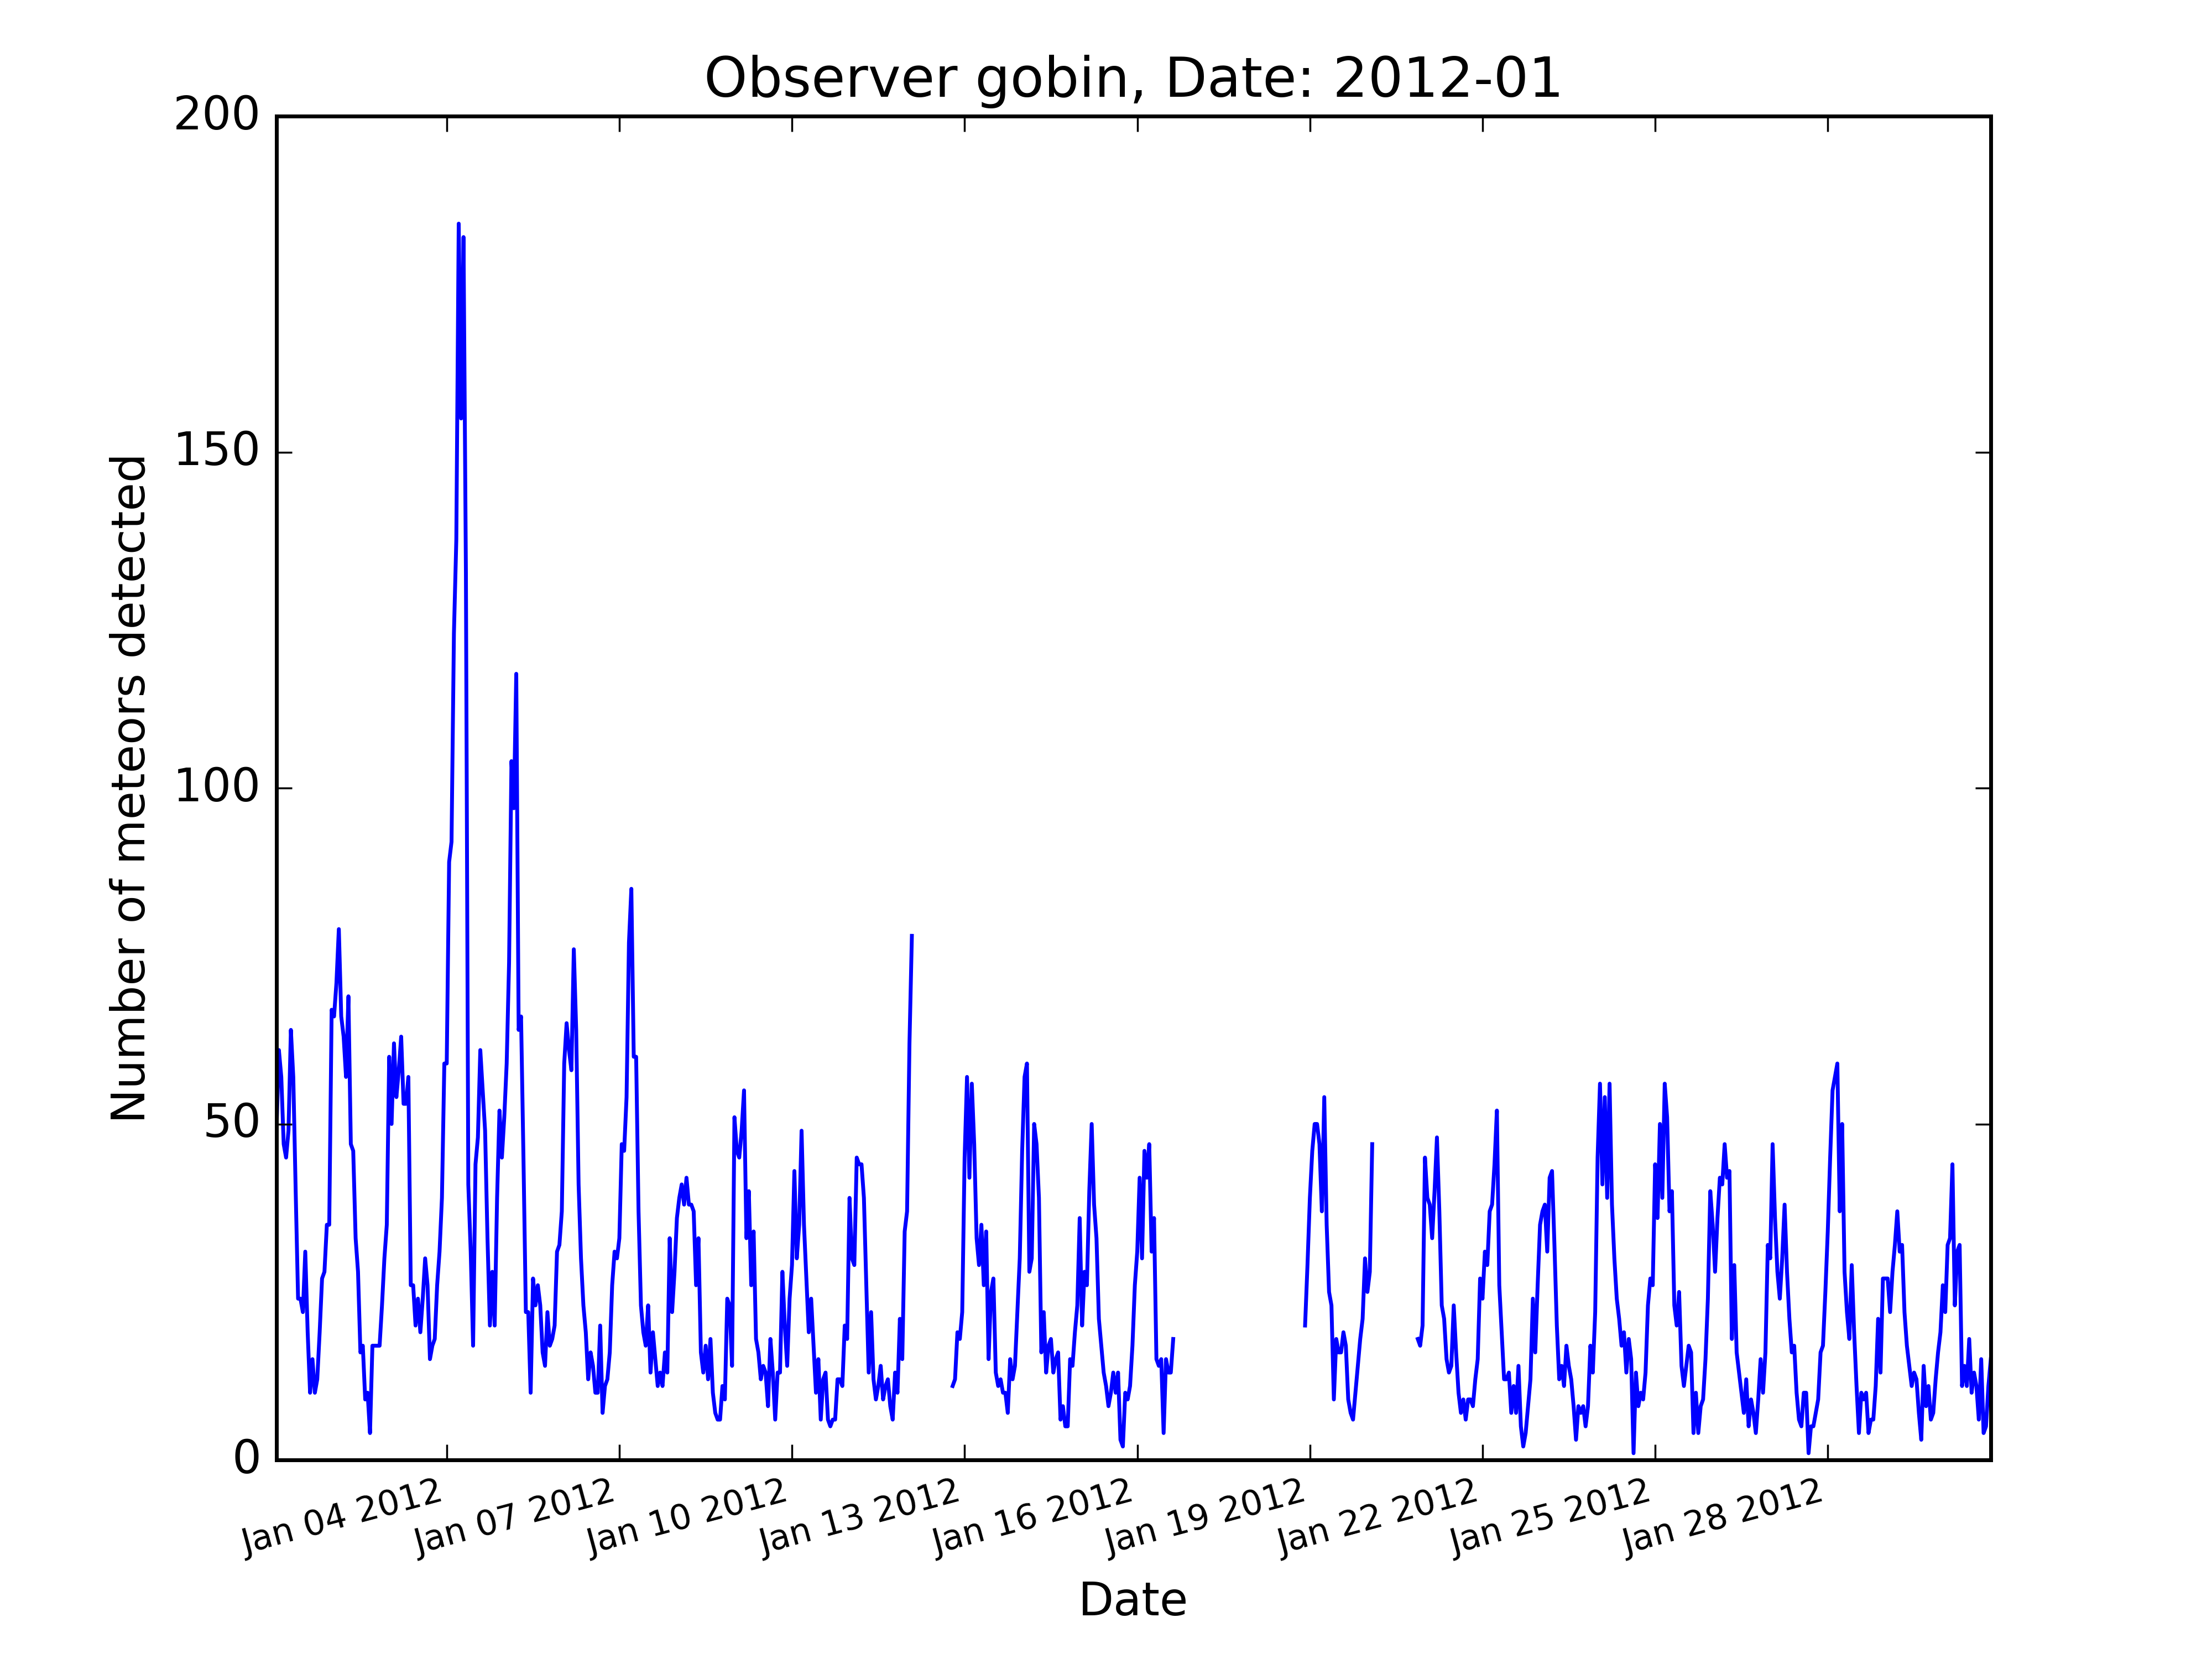 Observer gobin, Date: 2012-01
200
150
100
50
0
Number of meteors detected
Jan 04 2012
Jan 07 2012
Jan 10 2012
Jan 13 2012
Jan 16 2012
Jan 19 2012
Jan 22 2012
Jan 25 2012
Jan 28 2012
Date